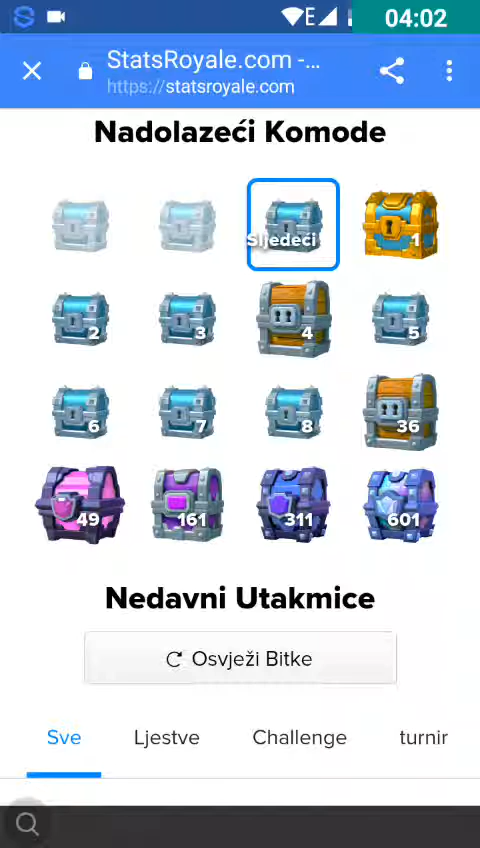 E
04:02
StatsRoyale.com -...
https://statsroyale.com
Nadolazeći Komode
Sljedeći 1
2 3 4 5
6 7 8 36
49 161 311 601
Nedavni Utakmice
Osvježi Bitke
Sve Ljestve Challenge turnir